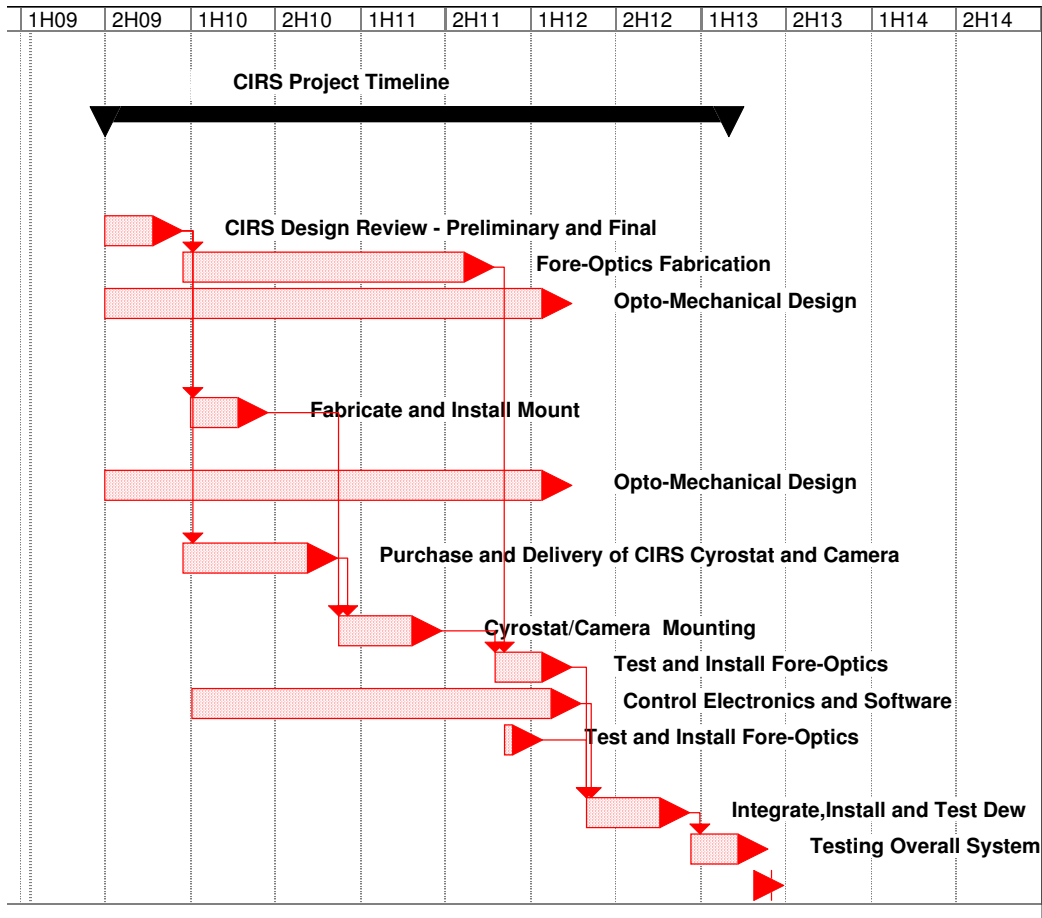 1H09 2H09 1H10 2H10 1H11 2H11 1H12 2H12 1H13 2H13 1H14 2H14
CIRS Project Timeline
CIRS Design Review - Preliminary and Final
Fore-Optics Fabrication
Opto-Mechanical Design
Fabricate and Install Mount
Opto-Mechanical Design
Purchase and Delivery of CIRS Cyrostat and Camera
Cyrostat/Camera Mounting
Test and Install Fore-Optics
Control Electronics and Software
Test and Install Fore-Optics
Integrate,Install and Test Dew
Testing Overall System